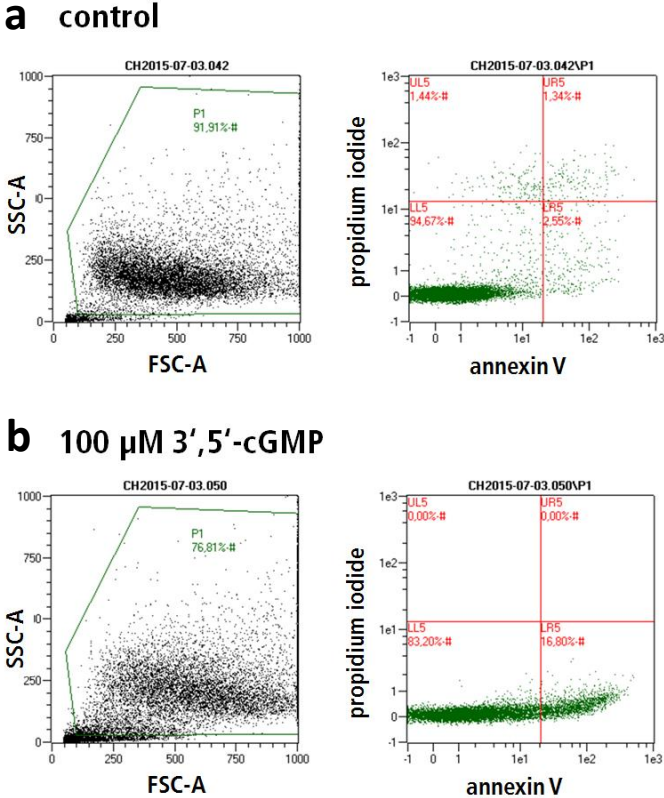 a control
CH2015-07-03.042
1000
750
0
250
0
SSC-A
P1
91,91%-#
0 250 500 750 1000
FSC-A
CH2015-07-03.042\P1
1e3
1e2
1e1
1
0
-1
propidium iodide
UL5 UR5
1,44%-# 1,34%-#
LL5 LR5
94,67%-# 2,55%-#
-1 0 1 1e1 1e2 1e3
annexin V
b 100 µM 3‘,5‘-cGMP
CH2015-07-03.050
1000
750
0
250
0
SSC-A
P1
76,81%-#
0 250 500 750 1000
FSC-A
CH2015-07-03.050\P1
1e3
1e2
1e1
1
0
-1
propidium iodide
UL5 UR5
0,00%-# 0,00%-#
LL5 LR5
83,20%-# 16,80%-#
-1 0 1 1e1 1e2 1e3
annexin V